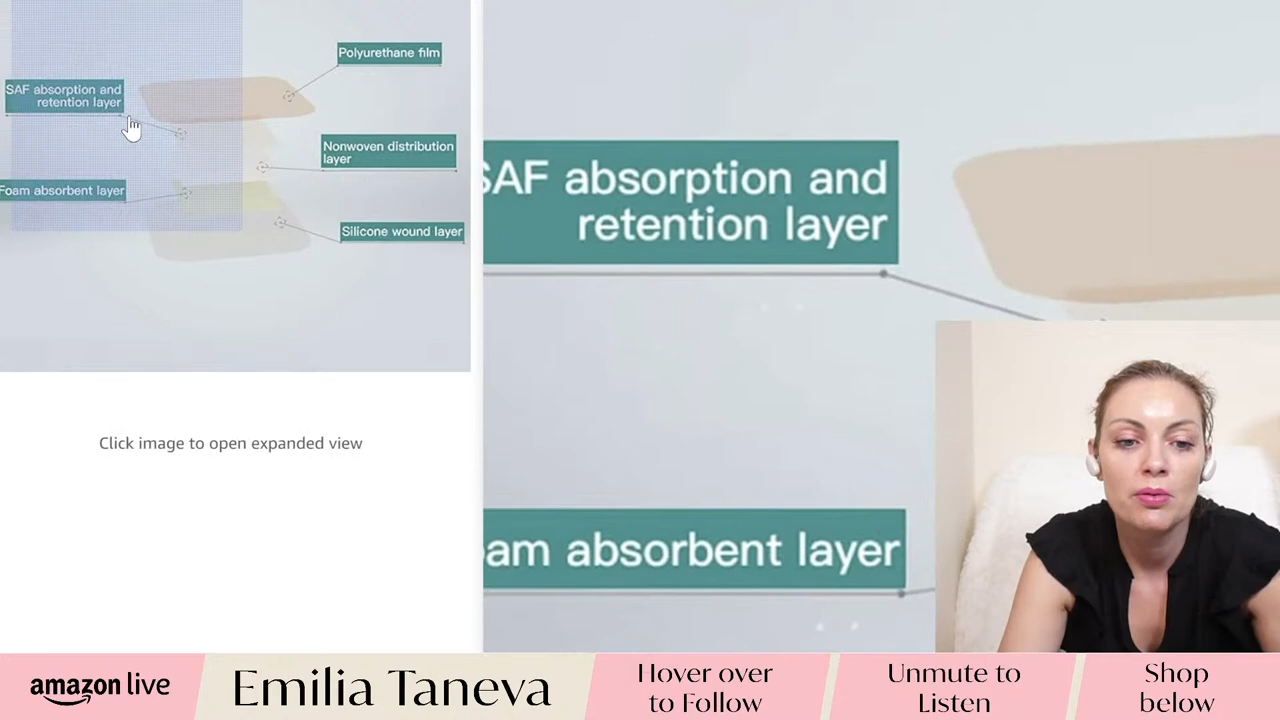 Polyurethane film
SAF absorption and
retention layer
Nonwoven distribution
layer
Foam absorbent layer
Silicone wound layer
Click image to open expanded view
SAF absorption and
retention layer
oam absorbent layer
amazon live
Emilia Taneva
Hover over
to Follow
Unmute to
Listen
Shop
below